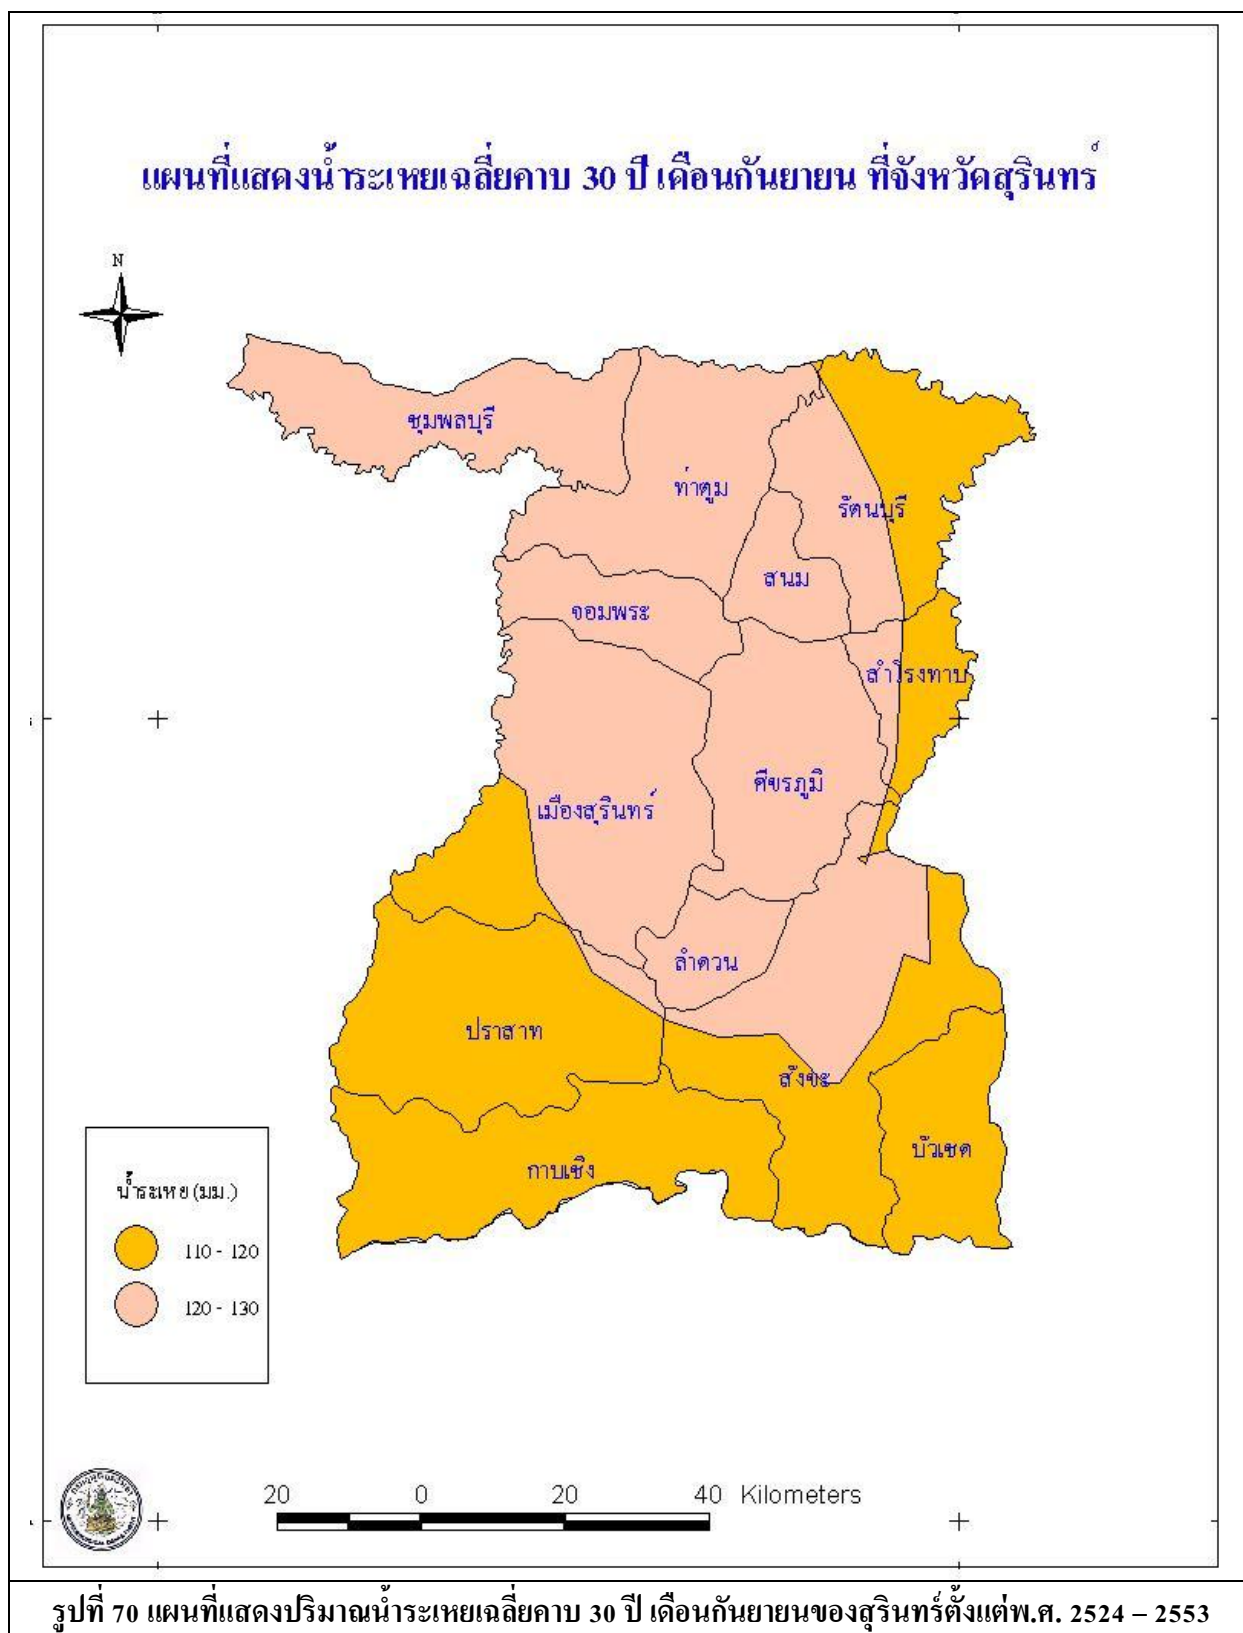 แผนที่แสดงน้ำระเหยเฉลี่ยคาบ 30 ปี เดือนกันยายน ที่จังหวัดสุรินทร์
N
ชุมพลบุรี
ท่าตูม
รัตนบุรี
สนม
จอมพระ
สำโรงทาบ
ศีขรภูมิ
เมืองสุรินทร์
ลำดวน
ปราสาท
สังขะ
บัวเชด
กาบเชิง
น้ำระเหย (มม.)
110 - 120
120 - 130
20 0 20 40 Kilometers
รูปที่ 70 แผนที่แสดงปริมาณน้ำระเหยเฉลี่ยคาบ 30 ปี เดือนกันยายนของสุรินทร์ตั้งแต่พ.ศ. 2524 – 2553